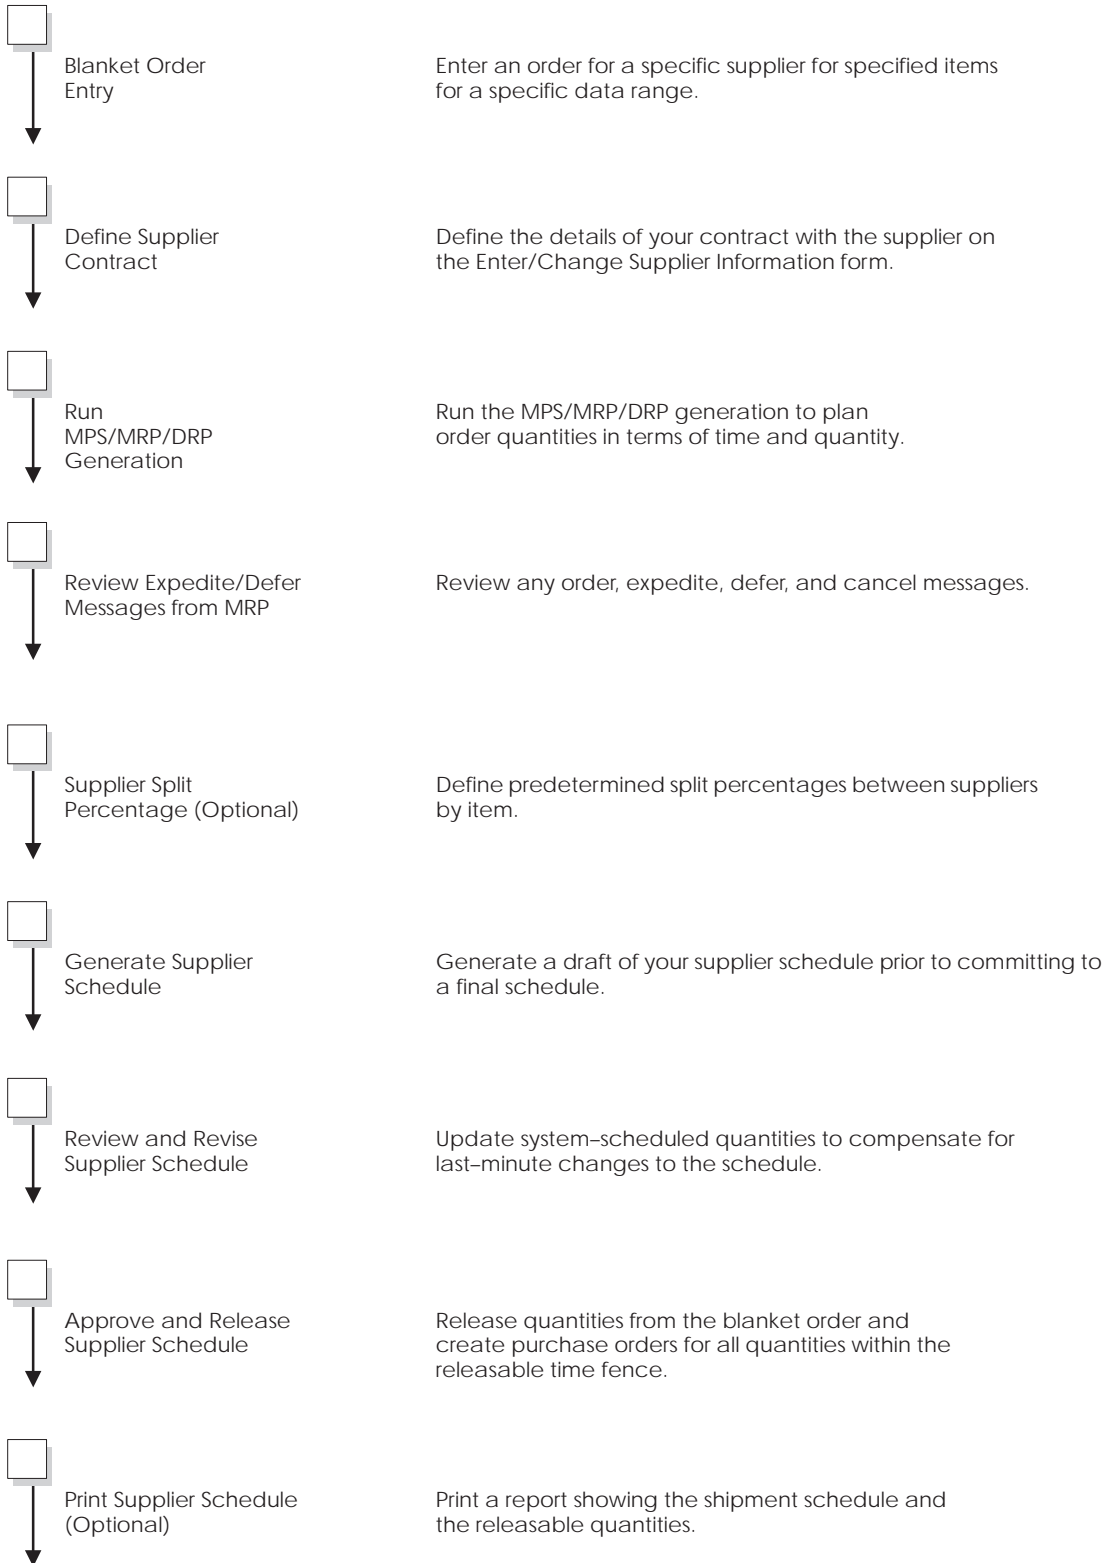 Blanket Order
Entry
Enter an order for a specific supplier for specified items
for a specific data range.
Define Supplier
Contract
Define the details of your contract with the supplier on
the Enter/Change Supplier Information form.
Run
MPS/MRP/DRP
Generation
Run the MPS/MRP/DRP generation to plan
order quantities in terms of time and quantity.
Review Expedite/Defer
Messages from MRP
Review any order, expedite, defer, and cancel messages.
Supplier Split
Percentage (Optional)
Define predetermined split percentages between suppliers
by item.
Generate Supplier
Schedule
Generate a draft of your supplier schedule prior to committing to
a final schedule.
Review and Revise
Supplier Schedule
Update system–scheduled quantities to compensate for
last–minute changes to the schedule.
Approve and Release
Supplier Schedule
Release quantities from the blanket order and
create purchase orders for all quantities within the
releasable time fence.
Print Supplier Schedule
(Optional)
Print a report showing the shipment schedule and
the releasable quantities.